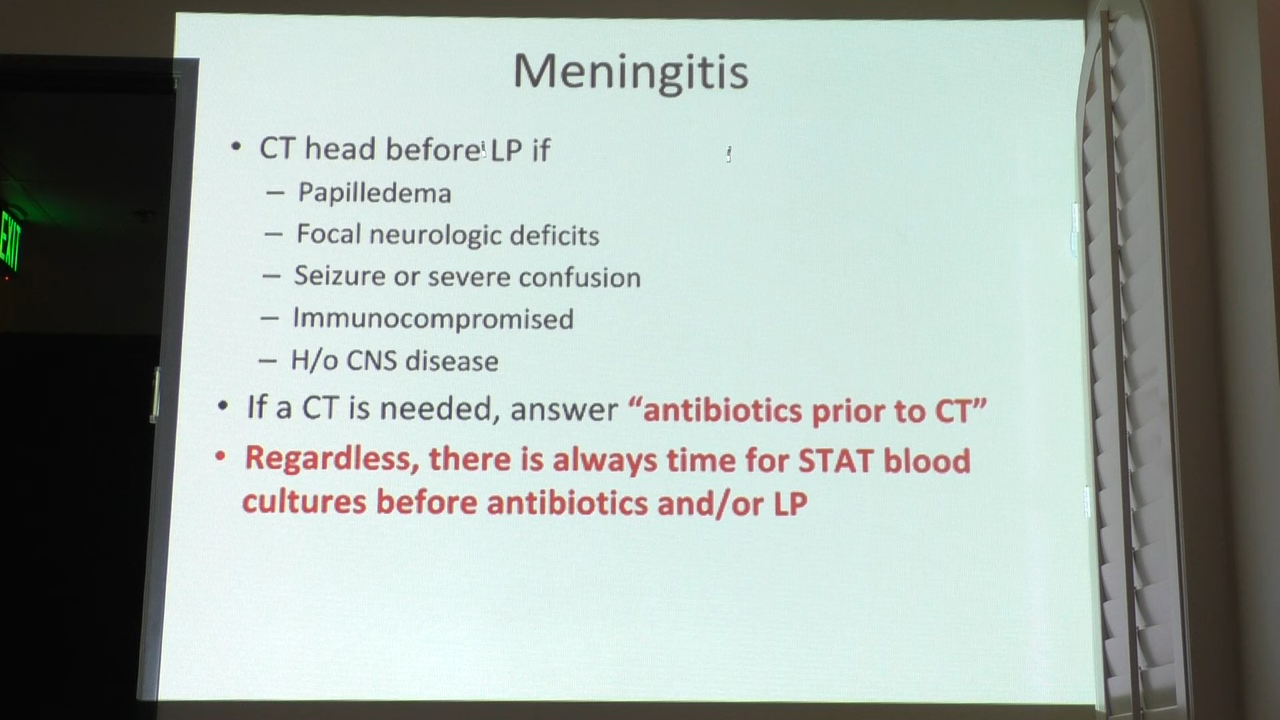 Meningitis
• CT head before LP if
– Papilledema
– Focal neurologic deficits
– Seizure or severe confusion
– Immunocompromised
– H/o CNS disease
• If a CT is needed, answer “antibiotics prior to CT”
• Regardless, there is always time for STAT blood
cultures before antibiotics and/or LP
EXIT